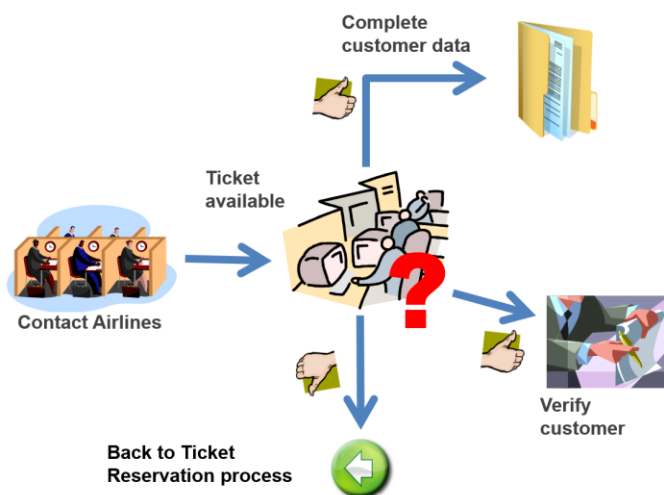 Complete
customer data
Ticket
available
?
Contact Airlines
Verify
customer
Back to Ticket
Reservation process